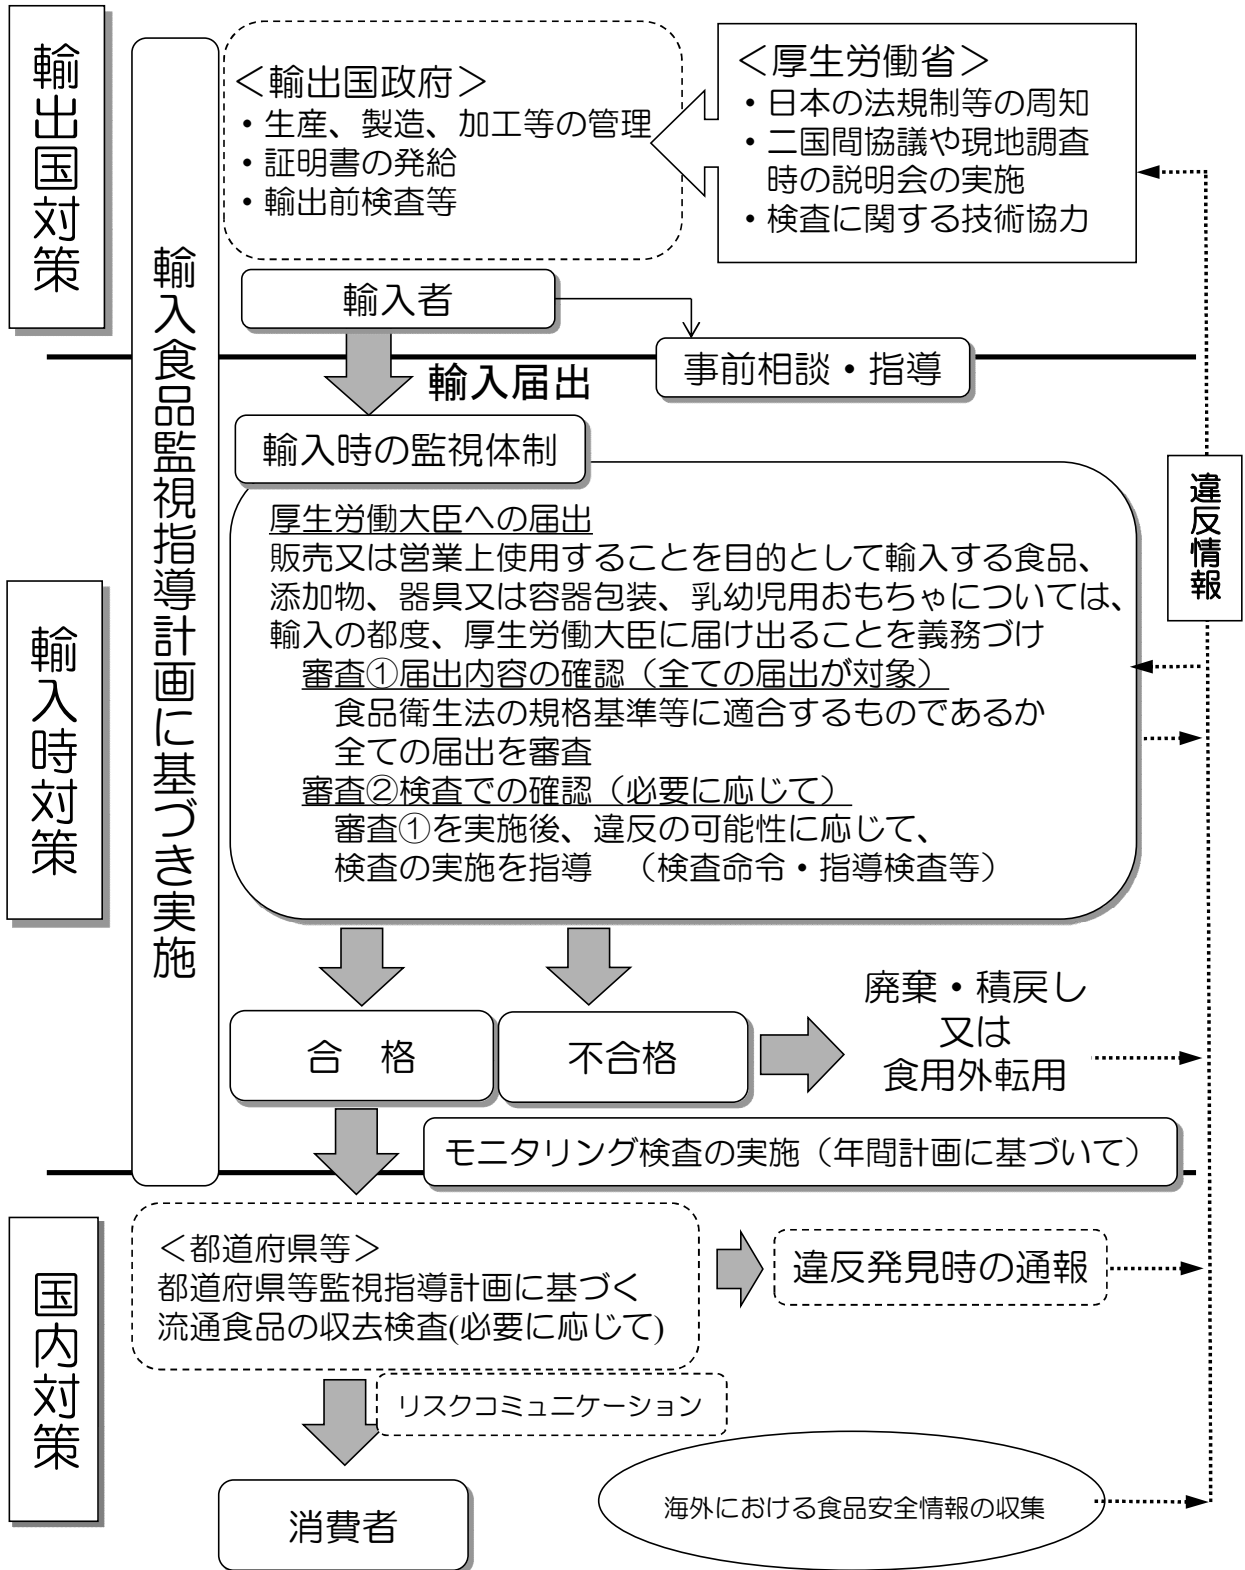 輸出国対策
輸入食品監視指導計画に基づき実施
＜輸出国政府＞
・生産、製造、加工等の管理
・証明書の発給
・輸出前検査等
＜厚生労働省＞
・日本の法規制等の周知
・二国間協議や現地調査
時の説明会の実施
・検査に関する技術協力
輸入者
事前相談・指導
輸入届出
輸入時対策
輸入時の監視体制
厚生労働大臣への届出
販売又は営業上使用することを目的として輸入する食品、
添加物、器具又は容器包装、乳幼児用おもちゃについては、
輸入の都度、厚生労働大臣に届け出ることを義務づけ
審査①届出内容の確認（全ての届出が対象）
食品衛生法の規格基準等に適合するものであるか
全ての届出を審査
審査②検査での確認（必要に応じて）
審査①を実施後、違反の可能性に応じて、
検査の実施を指導　（検査命令・指導検査等）
違反情報
合　格
不合格
廃棄・積戻し
又は
食用外転用
モニタリング検査の実施（年間計画に基づいて）
国内対策
＜都道府県等＞
都道府県等監視指導計画に基づく
流通食品の収去検査(必要に応じて)
違反発見時の通報
リスクコミュニケーション
消費者
海外における食品安全情報の収集